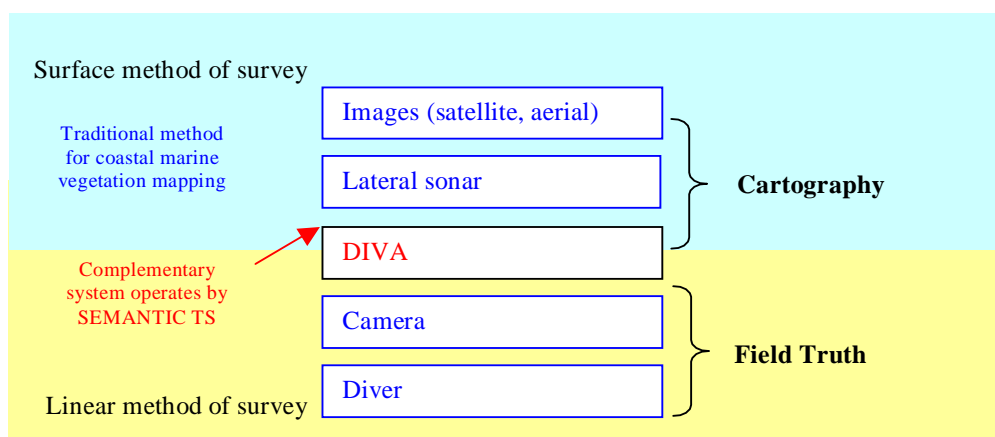 Surface method of survey
Images (satellite, aerial)
Traditional method
for coastal marine
vegetation mapping
Lateral sonar
Cartography
DIVA
Complementary
system operates by
SEMANTIC TS
Camera
Field Truth
Diver
Linear method of survey